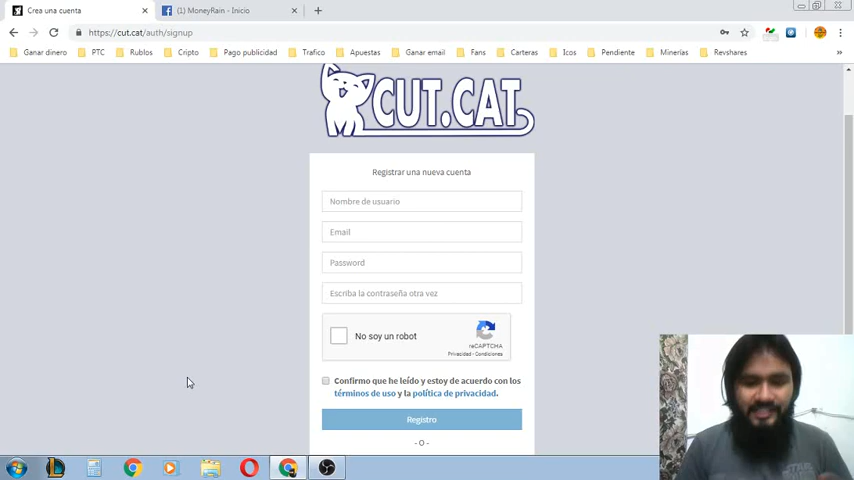 Crea una cuenta
(1) MoneyRain - Inicio
https://cut.cat/auth/signup
Ganar dinero
PTC
Rublos
Cripto
Pago publicidad
Trafico
Apuestas
Ganar email
Fans
Carteras
Icos
Pendiente
Minerías
Revshares
CUT.CAT
Registrar una nueva cuenta
Nombre de usuario
Email
Password
Escriba la contraseña otra vez
No soy un robot
reCAPTCHA
Privacidad - Condiciones
Confirmo que he leído y estoy de acuerdo con los
términos de uso y la política de privacidad.
Registro
- O -
STAR
WARS